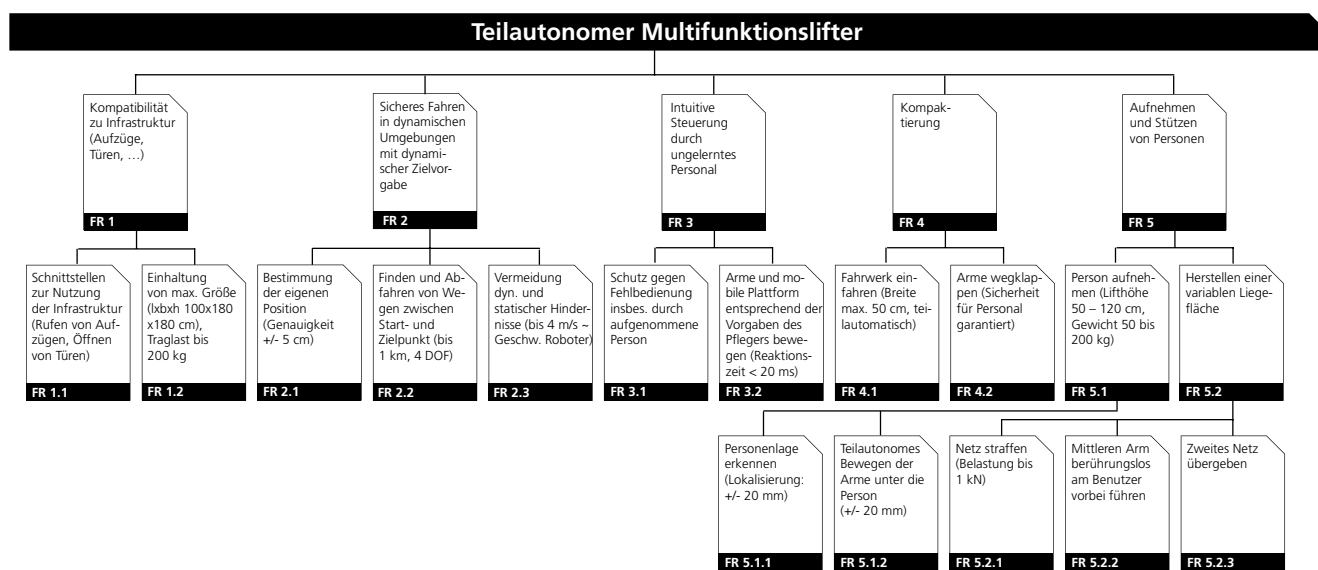 Teilautonomer Multifunktionslifter
Kompatibilität
zu Infrastruktur
(Aufzüge,
Türen, …)
FR 1
Sicheres Fahren
in dynamischen
Umgebungen
mit dynami-
scher Zielvor-
gabe
FR 2
Intuitive
Steuerung
durch
ungelerntes
Personal
FR 3
Kompak-
tierung
FR 4
Aufnehmen
und Stützen
von Personen
FR 5
Schnittstellen
zur Nutzung
der Infrastruktur
(Rufen von Auf-
zügen, Öffnen
von Türen)
FR 1.1
Einhaltung
von max. Größe
(lxbxh 100x180
x180 cm),
Traglast bis
200 kg
FR 1.2
Bestimmung
der eigenen
Position
(Genauigkeit
+/- 5 cm)
FR 2.1
Finden und Ab-
fahren von We-
gen zwischen
Start- und
Zielpunkt (bis
1 km, 4 DOF)
FR 2.2
Vermeidung
dyn. und
statischer Hinder-
nisse (bis 4 m/s ~
Geschw. Roboter)
FR 2.3
Schutz gegen
Fehlbedienung
insbes. durch
aufgenommene
Person
FR 3.1
Arme und mo-
bile Plattform
entsprechend der
Vorgaben des
Pflegers bewe-
gen (Reaktions-
zeit < 20 ms)
FR 3.2
Fahrwerk ein-
fahren (Breite
max. 50 cm, tei-
lautomatisch)
FR 4.1
Arme wegklap-
pen (Sicherheit
für Personal
garantiert)
FR 4.2
Person aufneh-
men (Lifthöhe
50 – 120 cm,
Gewicht 50 bis
200 kg)
FR 5.1
Herstellen einer
variablen Liege-
fläche
FR 5.2
Personenlage
erkennen
(Lokalisierung:
+/- 20 mm)
FR 5.1.1
Teilautonomes
Bewegen der
Arme unter die
Person
(+/- 20 mm)
FR 5.1.2
Netz straffen
(Belastung bis
1 kN)
FR 5.2.1
Mittleren Arm
berührungslos
am Benutzer
vorbei führen
FR 5.2.2
Zweites Netz
übergeben
FR 5.2.3